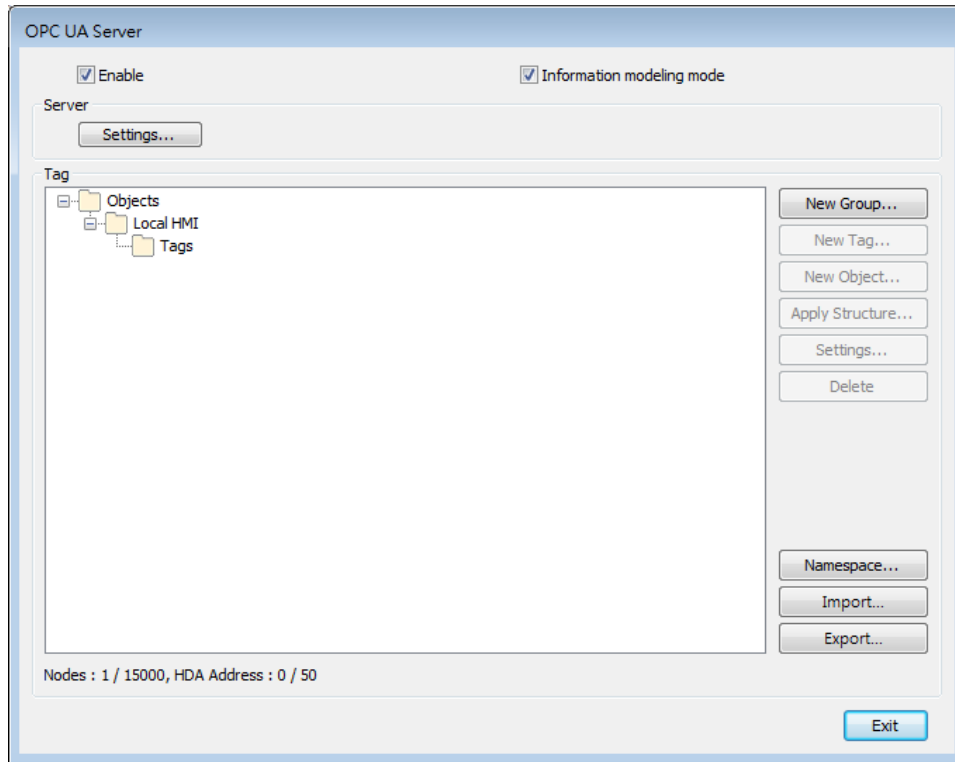 OPC UA Server
Enable
Information modeling mode
Server
Settings...
Tag
Objects
Local HMI
Tags
New Group...
New Tag...
New Object...
Apply Structure...
Settings...
Delete
Namespace...
Import...
Export...
Nodes : 1 / 15000, HDA Address : 0 / 50
Exit